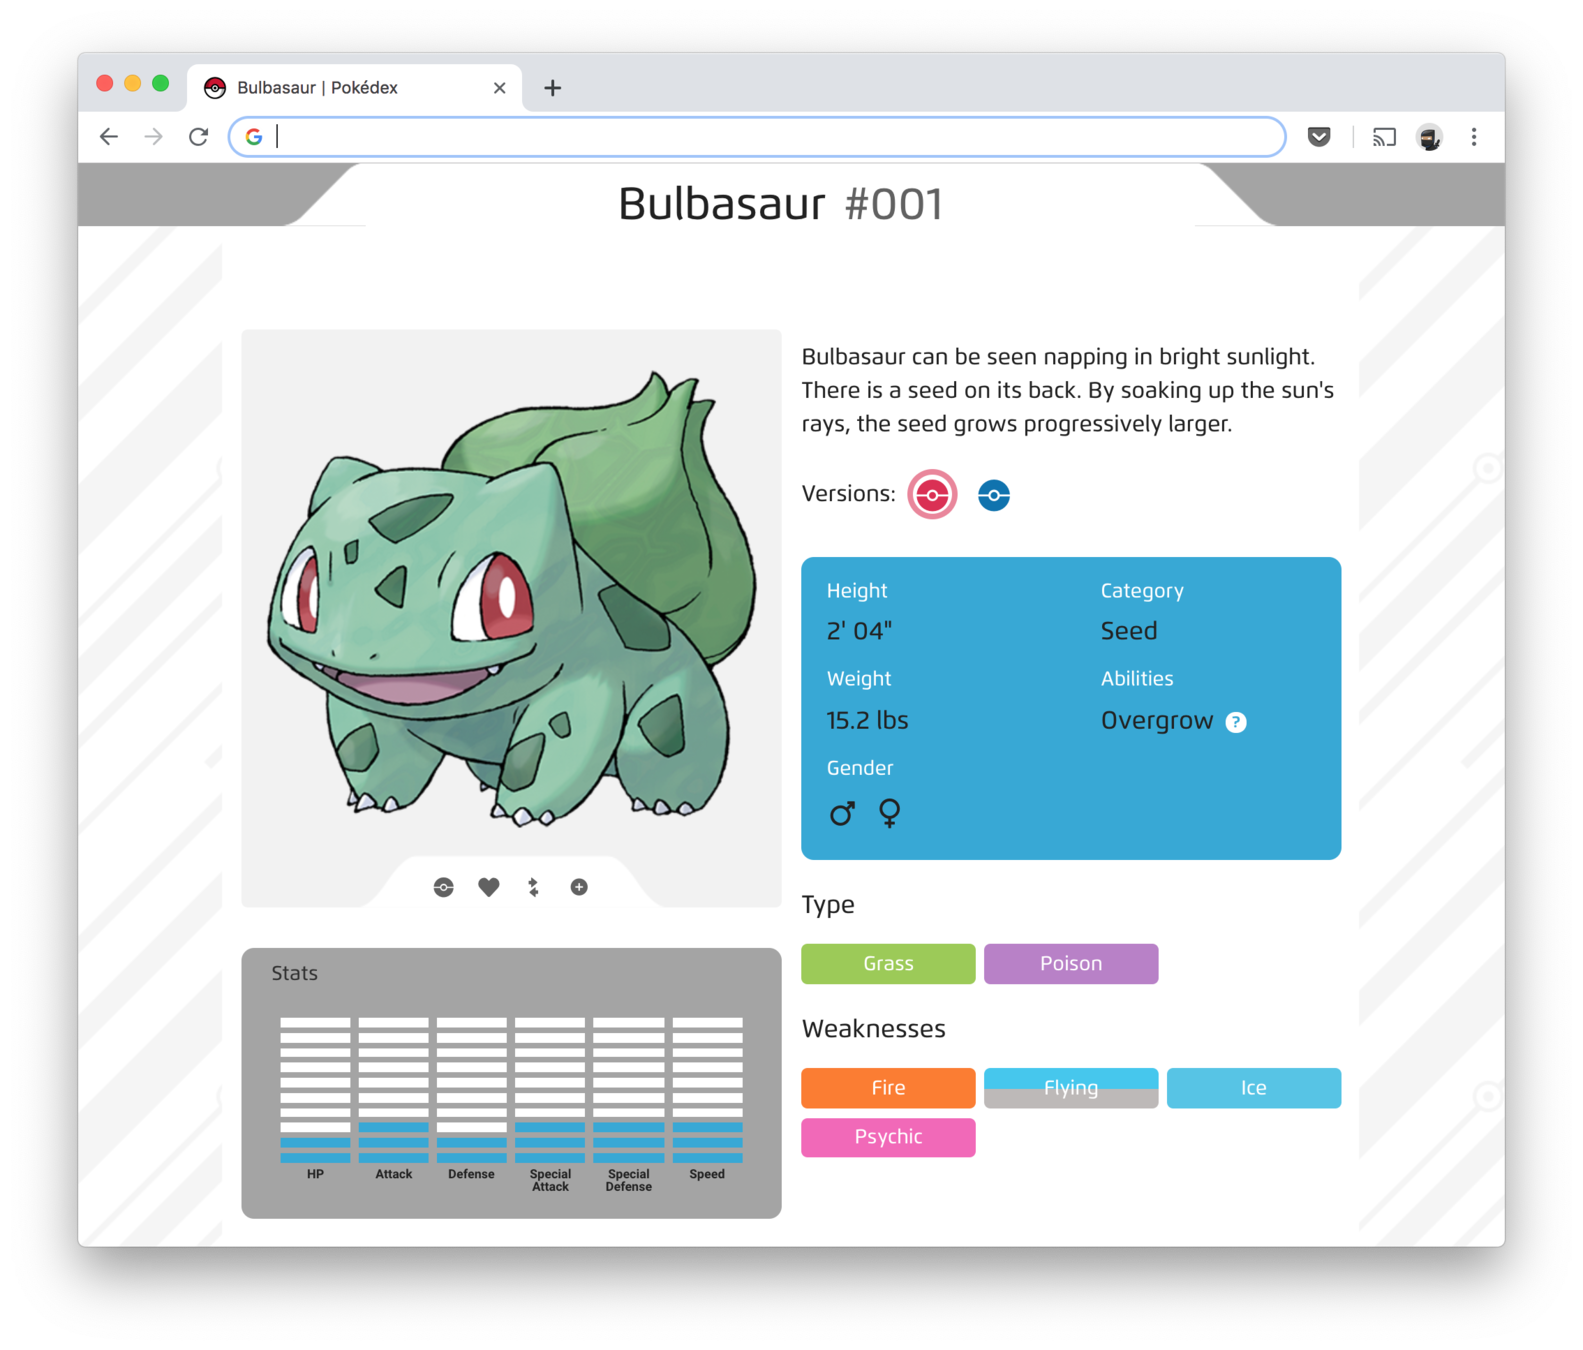 Bulbasaur | Pokédex
Bulbasaur #001
Bulbasaur can be seen napping in bright sunlight.
There is a seed on its back. By soaking up the sun's
rays, the seed grows progressively larger.
Versions:
Height
2' 04"
Category
Seed
Weight
15.2 lbs
Abilities
Overgrow ?
Gender
Type
Grass
Poison
Weaknesses
Fire
Flying
Ice
Psychic
Stats
HP
Attack
Defense
Special
Attack
Special
Defense
Speed